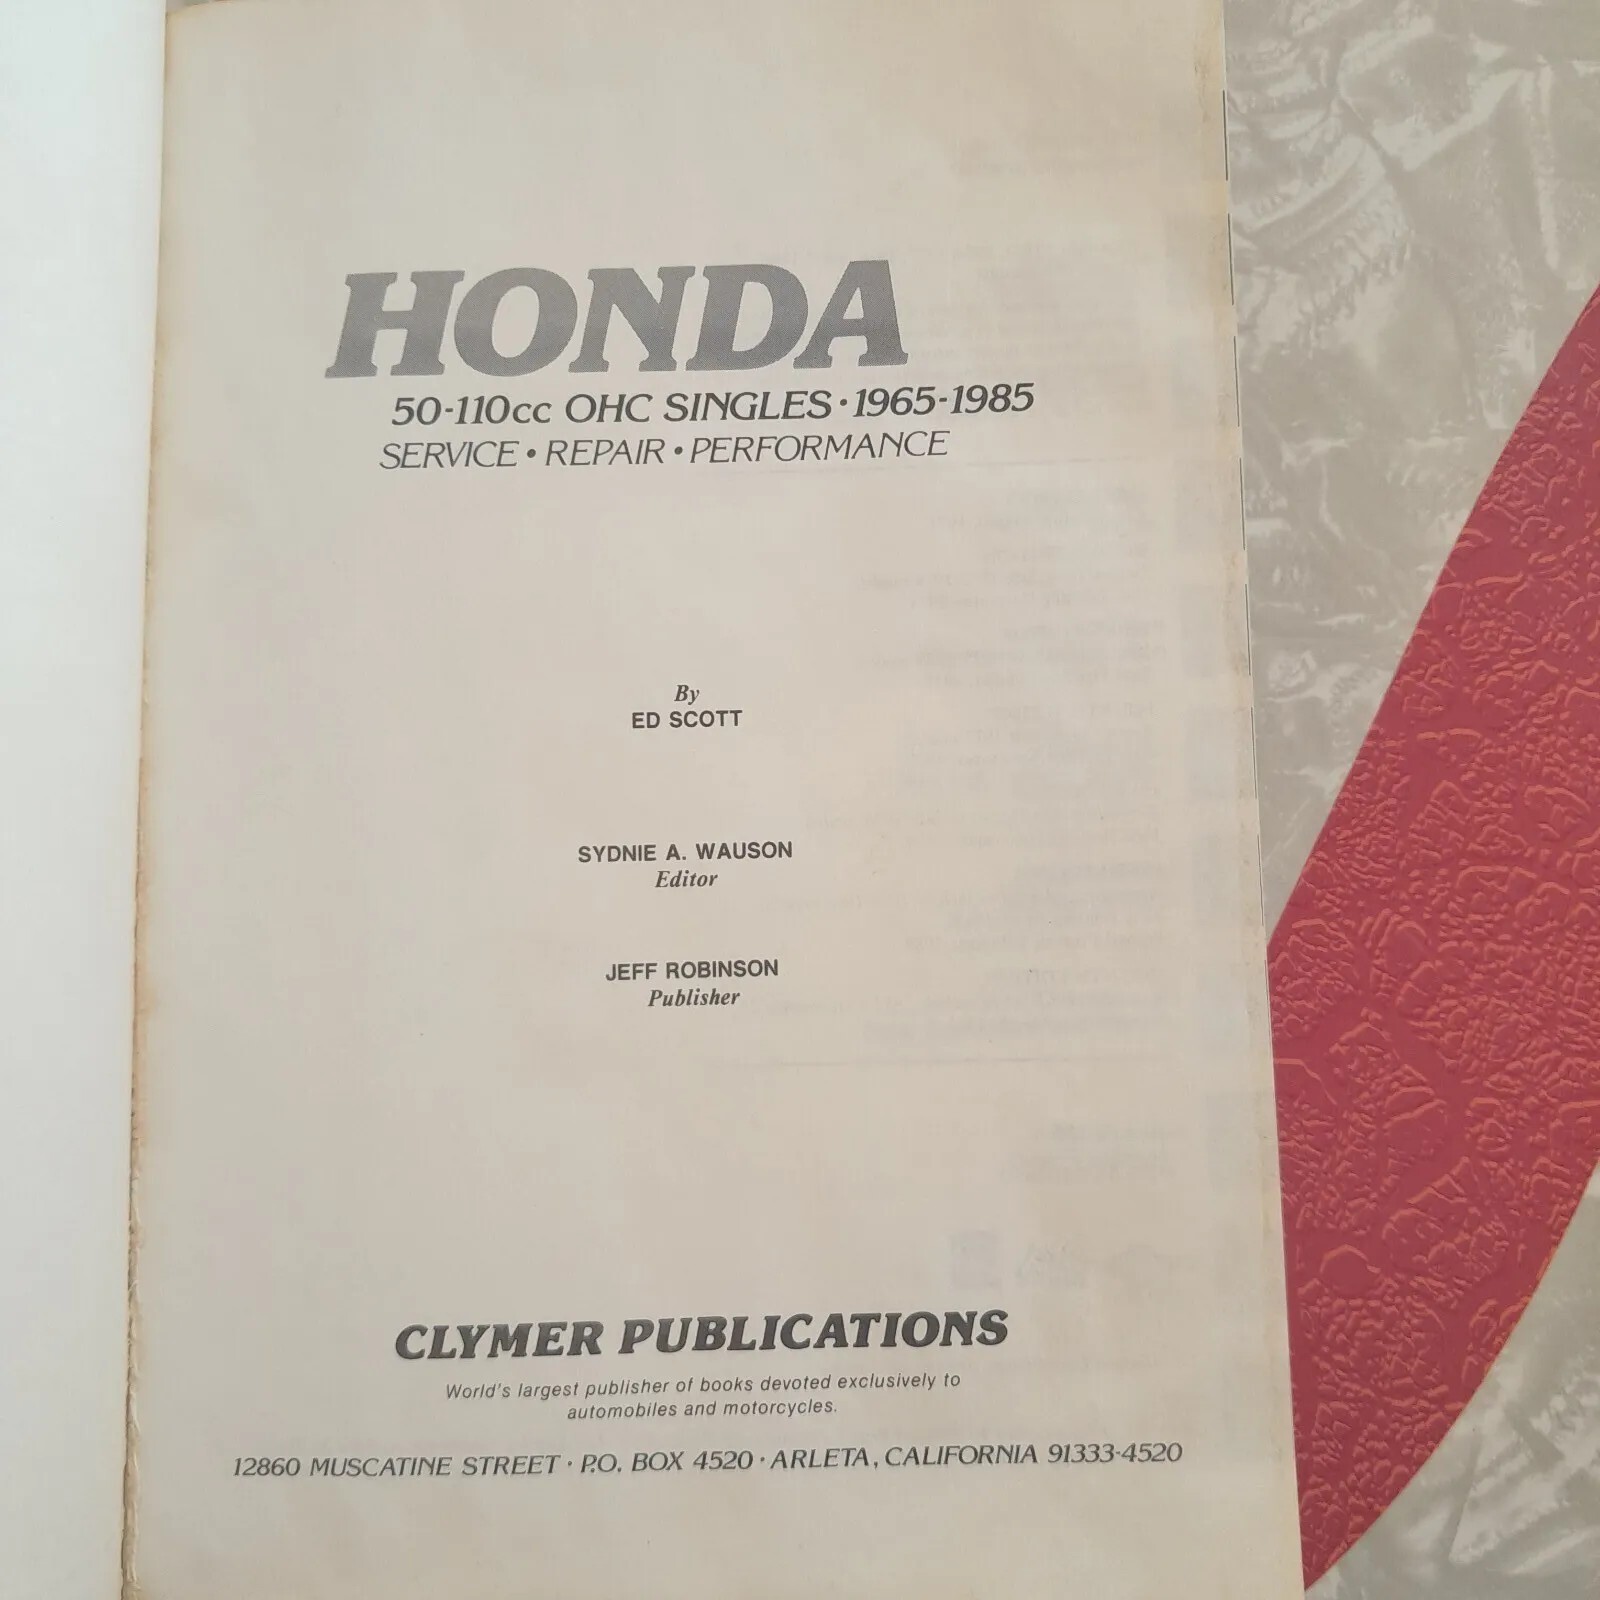 HONDA
50-110cc OHC SINGLES · 1965-1985
SERVICE • REPAIR • PERFORMANCE
By
ED SCOTT
SYDNIE A. WAUSON
Editor
JEFF ROBINSON
Publisher
CLYMER PUBLICATIONS
World's largest publisher of books devoted exclusively to
automobiles and motorcycles.
12860 MUSCATINE STREET · P.O. BOX 4520 · ARLETA, CALIFORNIA 91333-4520